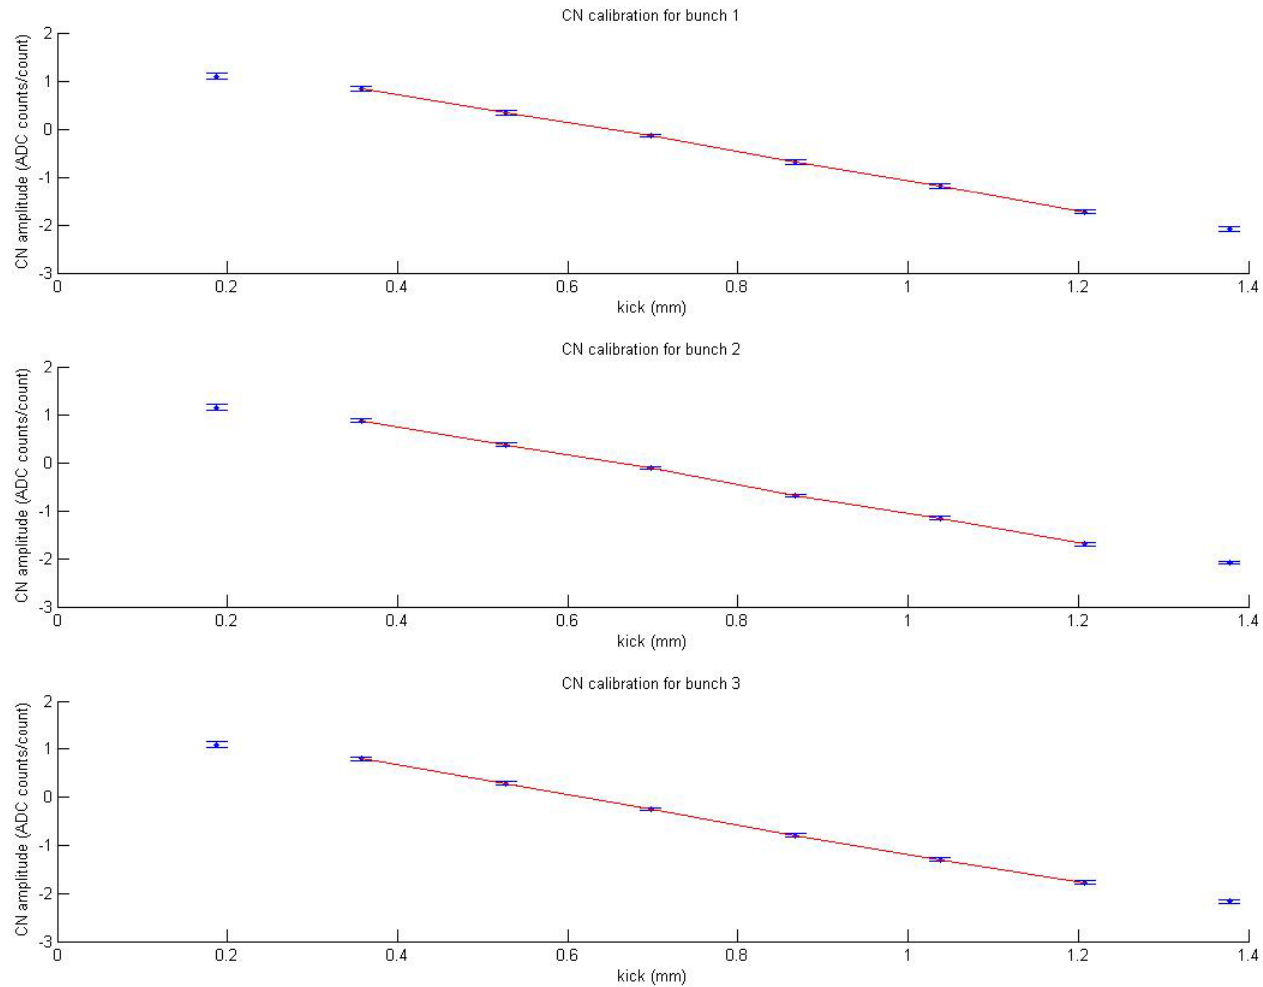 CN calibration for bunch 1
CN amplitude (ADC counts/count)
2
1
0
-1
-2
-3
0 0.2 0.4 0.6 0.8 1 1.2 1.4
kick (mm)
CN calibration for bunch 2
CN amplitude (ADC counts/count)
2
1
0
-1
-2
-3
0 0.2 0.4 0.6 0.8 1 1.2 1.4
kick (mm)
CN calibration for bunch 3
CN amplitude (ADC counts/count)
2
1
0
-1
-2
-3
0 0.2 0.4 0.6 0.8 1 1.2 1.4
kick (mm)